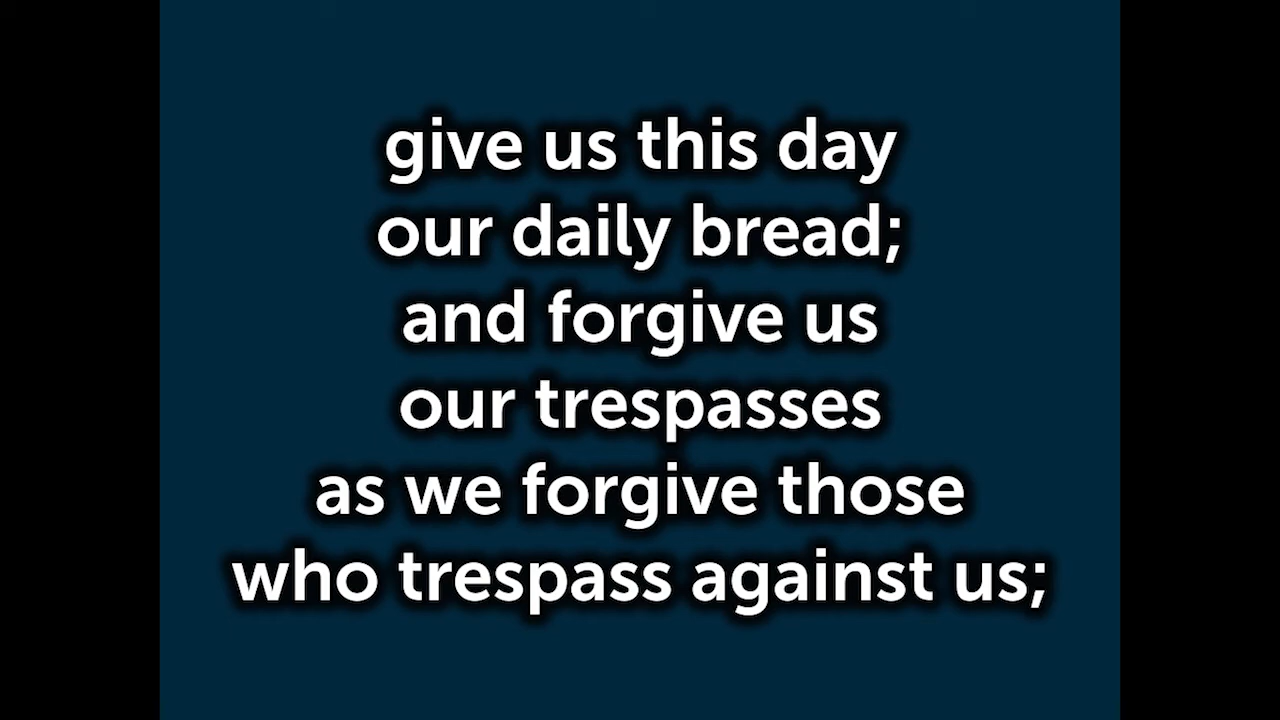 give us this day
our daily bread;
and forgive us
our trespasses
as we forgive those
who trespass against us;